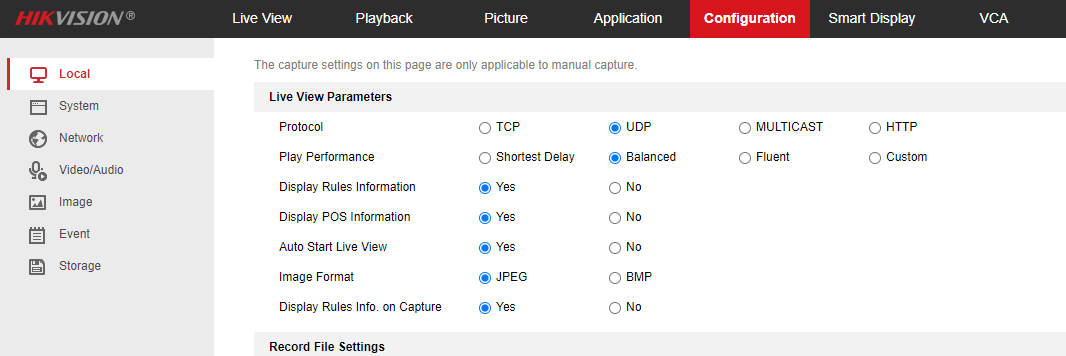 HIKVISION® Live View Playback Picture Application Configuration Smart Display VCA
Local
System
Network
Video/Audio
Image
Event
Storage
The capture settings on this page are only applicable to manual capture.
Live View Parameters
Protocol TCP UDP MULTICAST HTTP
Play Performance Shortest Delay Balanced Fluent Custom
Display Rules Information Yes No
Display POS Information Yes No
Auto Start Live View Yes No
Image Format JPEG BMP
Display Rules Info. on Capture Yes No
Record File Settings